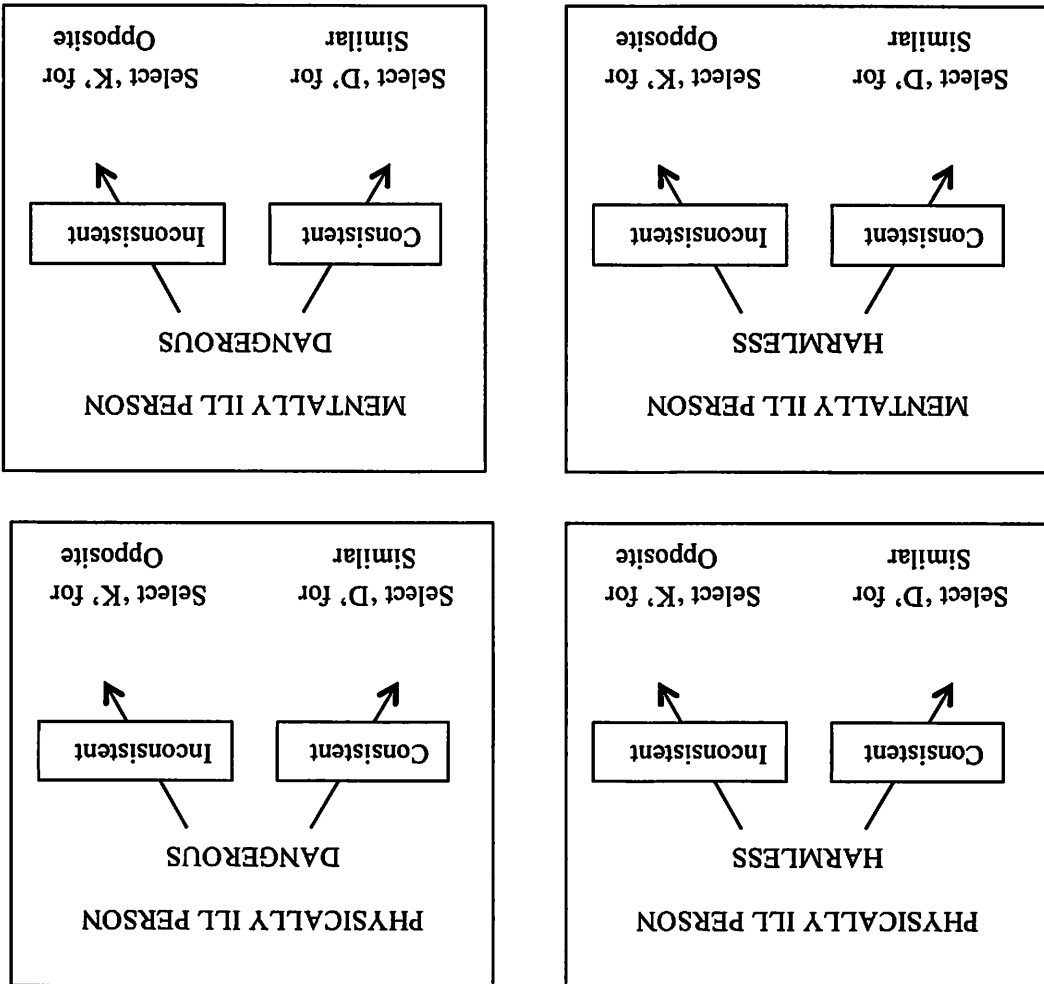 PHYSICALLY ILL PERSON
HARMLESS
Consistent
Inconsistent
Select ‘D’ for
Similar
Select ‘K’ for
Opposite
PHYSICALLY ILL PERSON
DANGEROUS
Consistent
Inconsistent
Select ‘D’ for
Similar
Select ‘K’ for
Opposite
MENTALLY ILL PERSON
HARMLESS
Consistent
Inconsistent
Select ‘D’ for
Similar
Select ‘K’ for
Opposite
MENTALLY ILL PERSON
DANGEROUS
Consistent
Inconsistent
Select ‘D’ for
Similar
Select ‘K’ for
Opposite